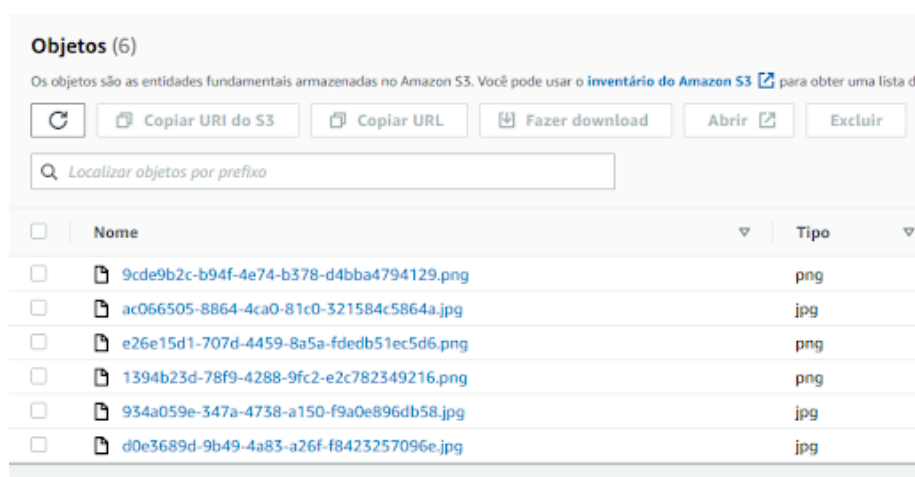 Objetos (6)
Os objetos são as entidades fundamentais armazenadas no Amazon S3. Você pode usar o inventário do Amazon S3 para obter uma lista d
Copiar URI do S3 Copiar URL Fazer download Abrir Excluir
Localizar objetos por prefixo
Nome Tipo
9cde9b2c-b94f-4e74-b378-d4bba4794129.png png
ac066505-8864-4ca0-81c0-321584c5864a.jpg jpg
e26e15d1-707d-4459-8a5a-fdedb51ec5d6.png png
1394b23d-78f9-4288-9fc2-e2c782349216.png png
934a059e-347a-4738-a150-f9a0e896db58.jpg jpg
d0e3689d-9b49-4a83-a26f-f8423257096e.jpg jpg